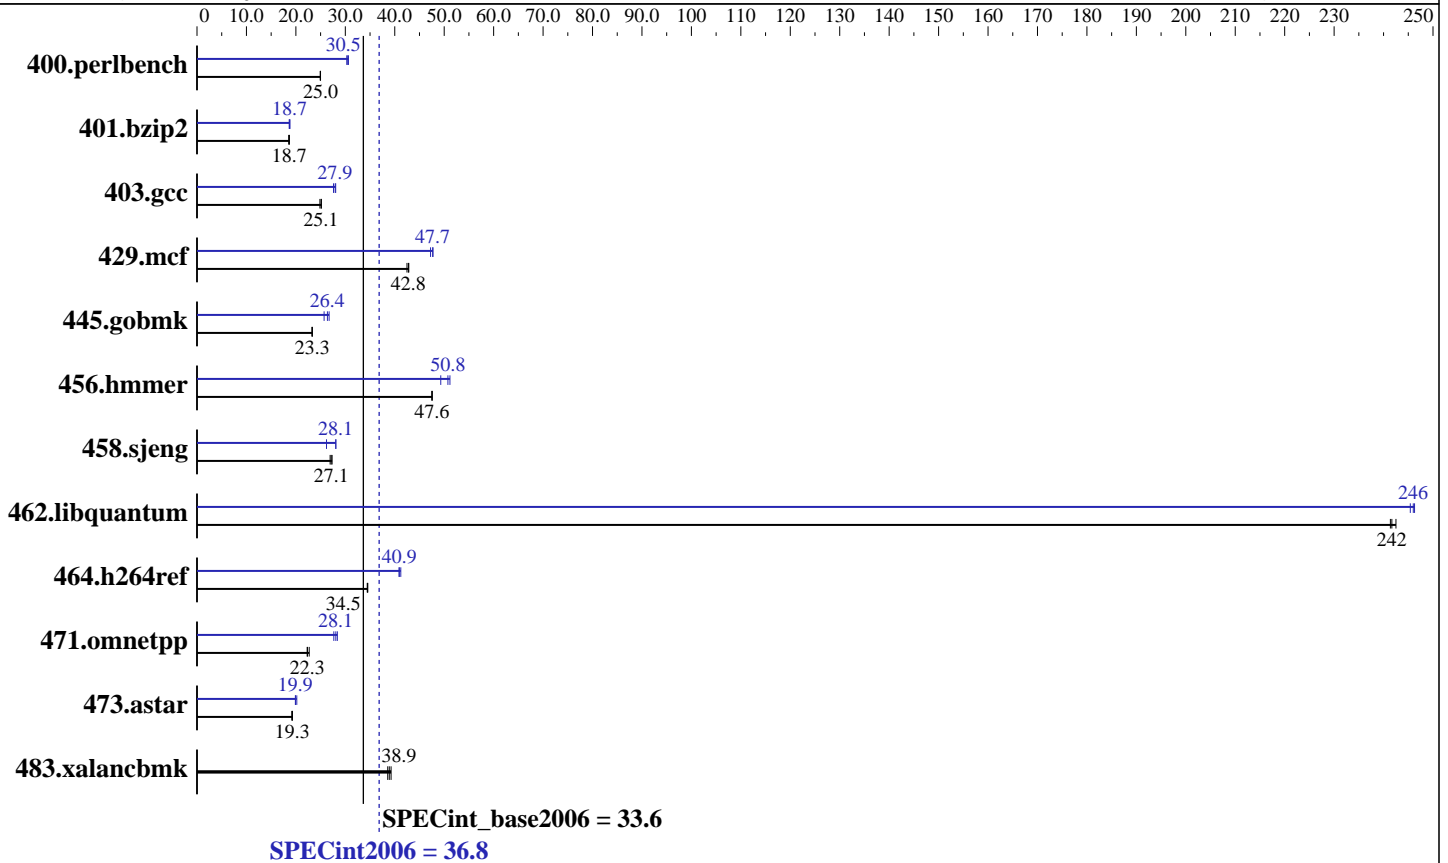 0 10.0 20.0 30.0 40.0 50.0 60.0 70.0 80.0 90.0 100 110 120 130 140 150 160 170 180 190 200 210 220 230 250
400.perlbench
30.5
25.0
401.bzip2
18.7
18.7
403.gcc
27.9
25.1
429.mcf
47.7
42.8
445.gobmk
26.4
23.3
456.hmmer
50.8
47.6
458.sjeng
28.1
27.1
462.libquantum
246
242
464.h264ref
40.9
34.5
471.omnetpp
28.1
22.3
473.astar
19.9
19.3
483.xalancbmk
38.9
SPECint_base2006 = 33.6
SPECint2006 = 36.8